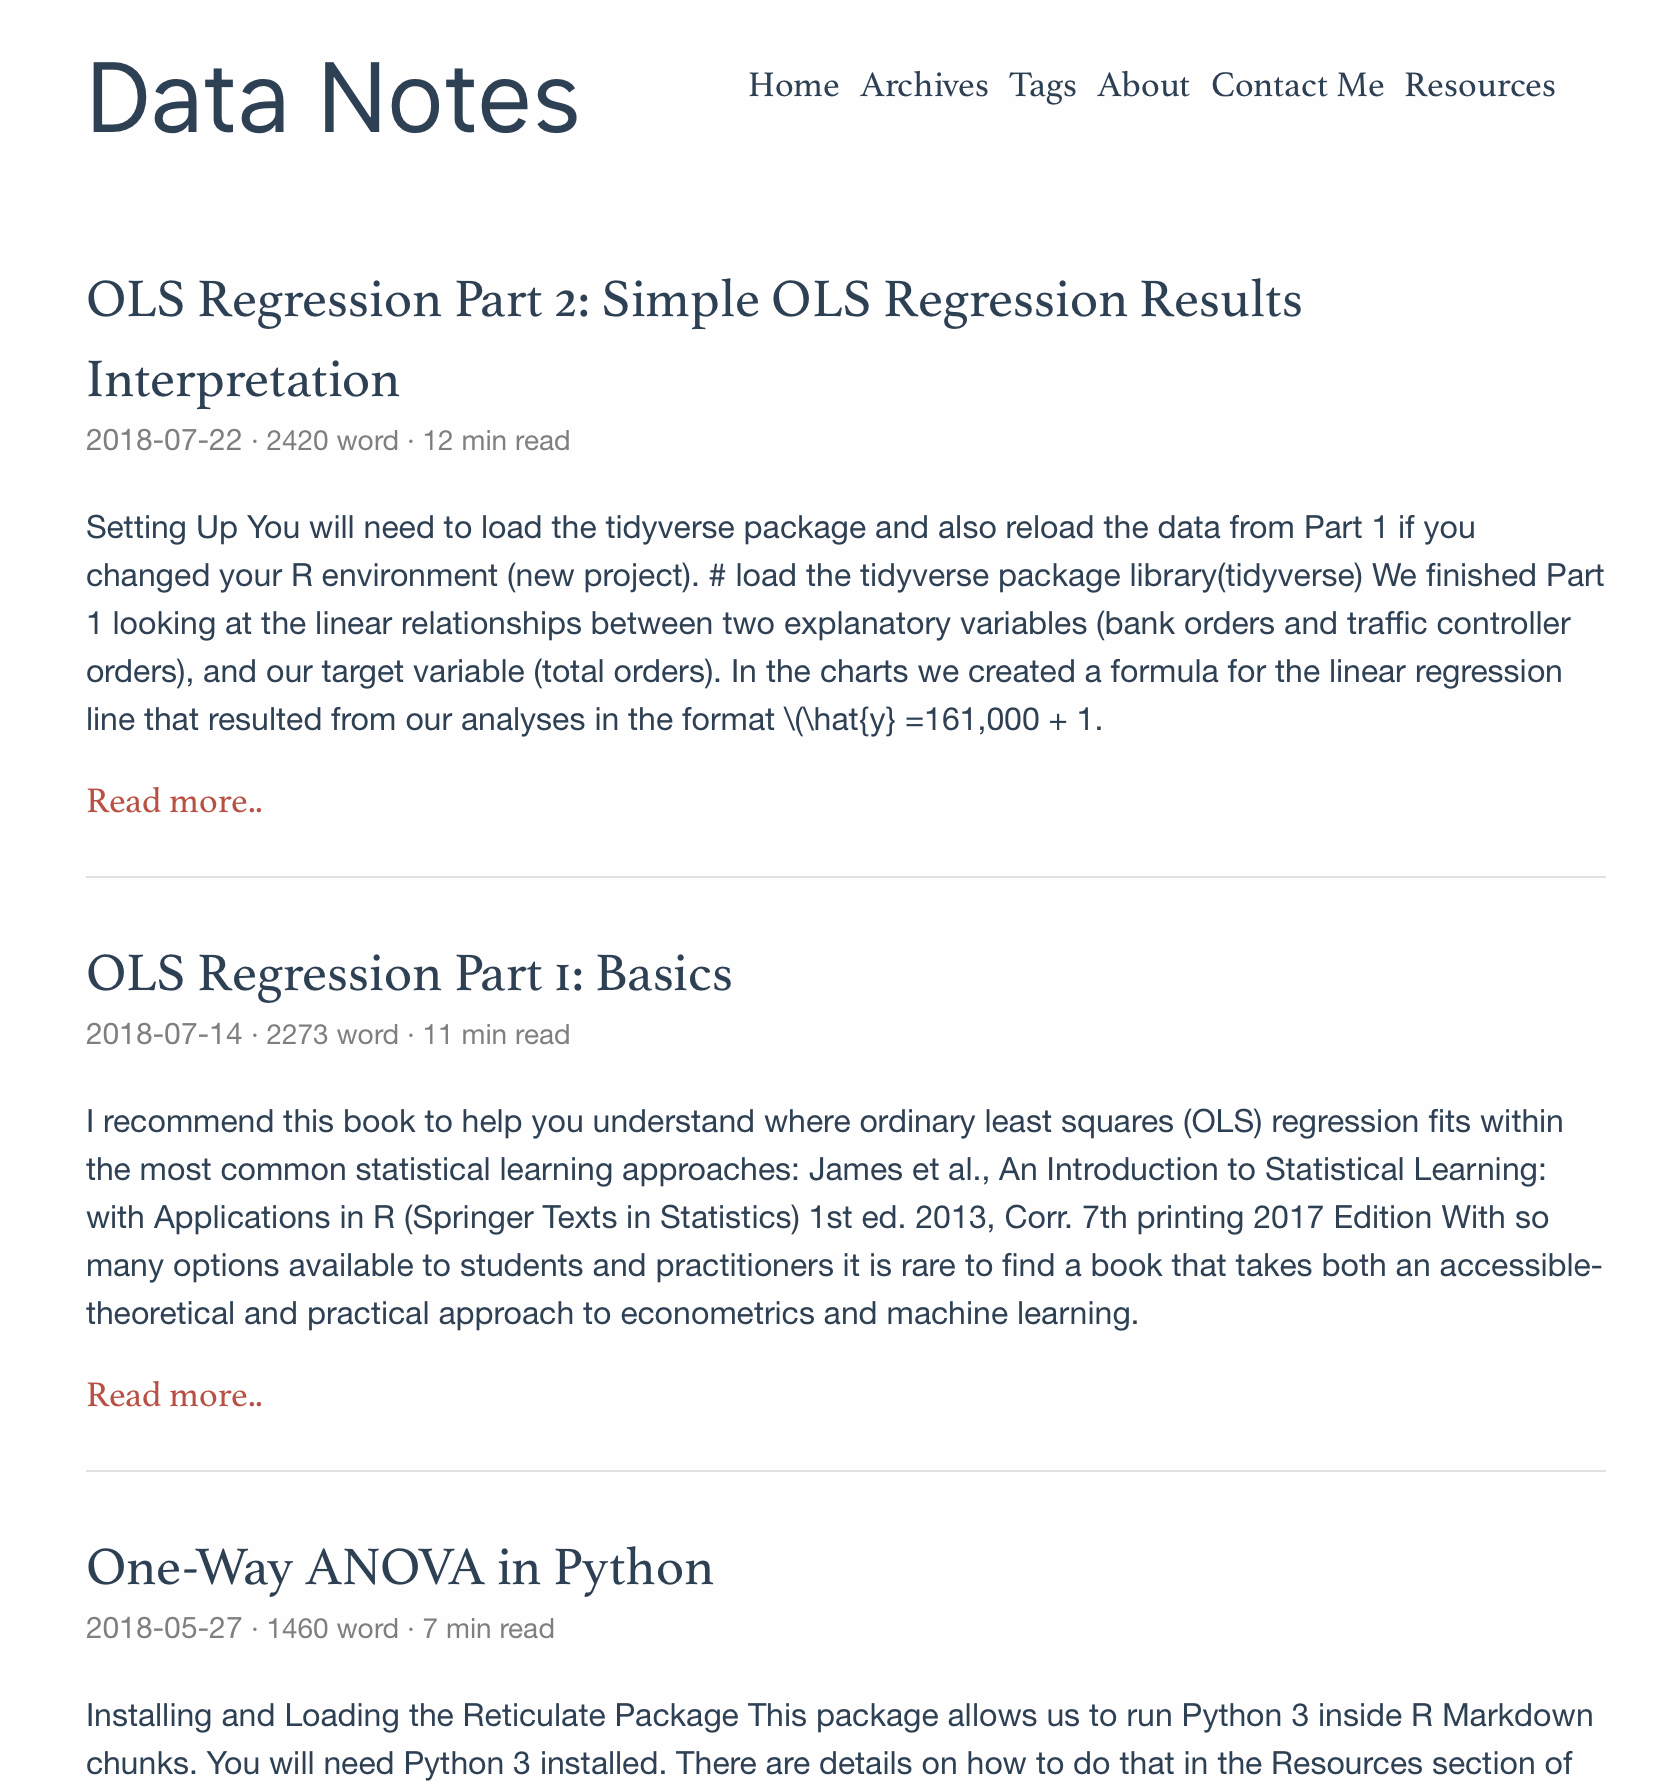 Data Notes
Home Archives Tags About Contact Me Resources
OLS Regression Part 2: Simple OLS Regression Results
Interpretation
2018-07-22 · 2420 word · 12 min read
Setting Up You will need to load the tidyverse package and also reload the data from Part 1 if you
changed your R environment (new project). # load the tidyverse package library(tidyverse) We finished Part
1 looking at the linear relationships between two explanatory variables (bank orders and traffic controller
orders), and our target variable (total orders). In the charts we created a formula for the linear regression
line that resulted from our analyses in the format \(\hat{y} =161,000 + 1.
Read more..
OLS Regression Part 1: Basics
2018-07-14 · 2273 word · 11 min read
I recommend this book to help you understand where ordinary least squares (OLS) regression fits within
the most common statistical learning approaches: James et al., An Introduction to Statistical Learning:
with Applications in R (Springer Texts in Statistics) 1st ed. 2013, Corr. 7th printing 2017 Edition With so
many options available to students and practitioners it is rare to find a book that takes both an accessible-
theoretical and practical approach to econometrics and machine learning.
Read more..
One-Way ANOVA in Python
2018-05-27 · 1460 word · 7 min read
Installing and Loading the Reticulate Package This package allows us to run Python 3 inside R Markdown
chunks. You will need Python 3 installed. There are details on how to do that in the Resources section of